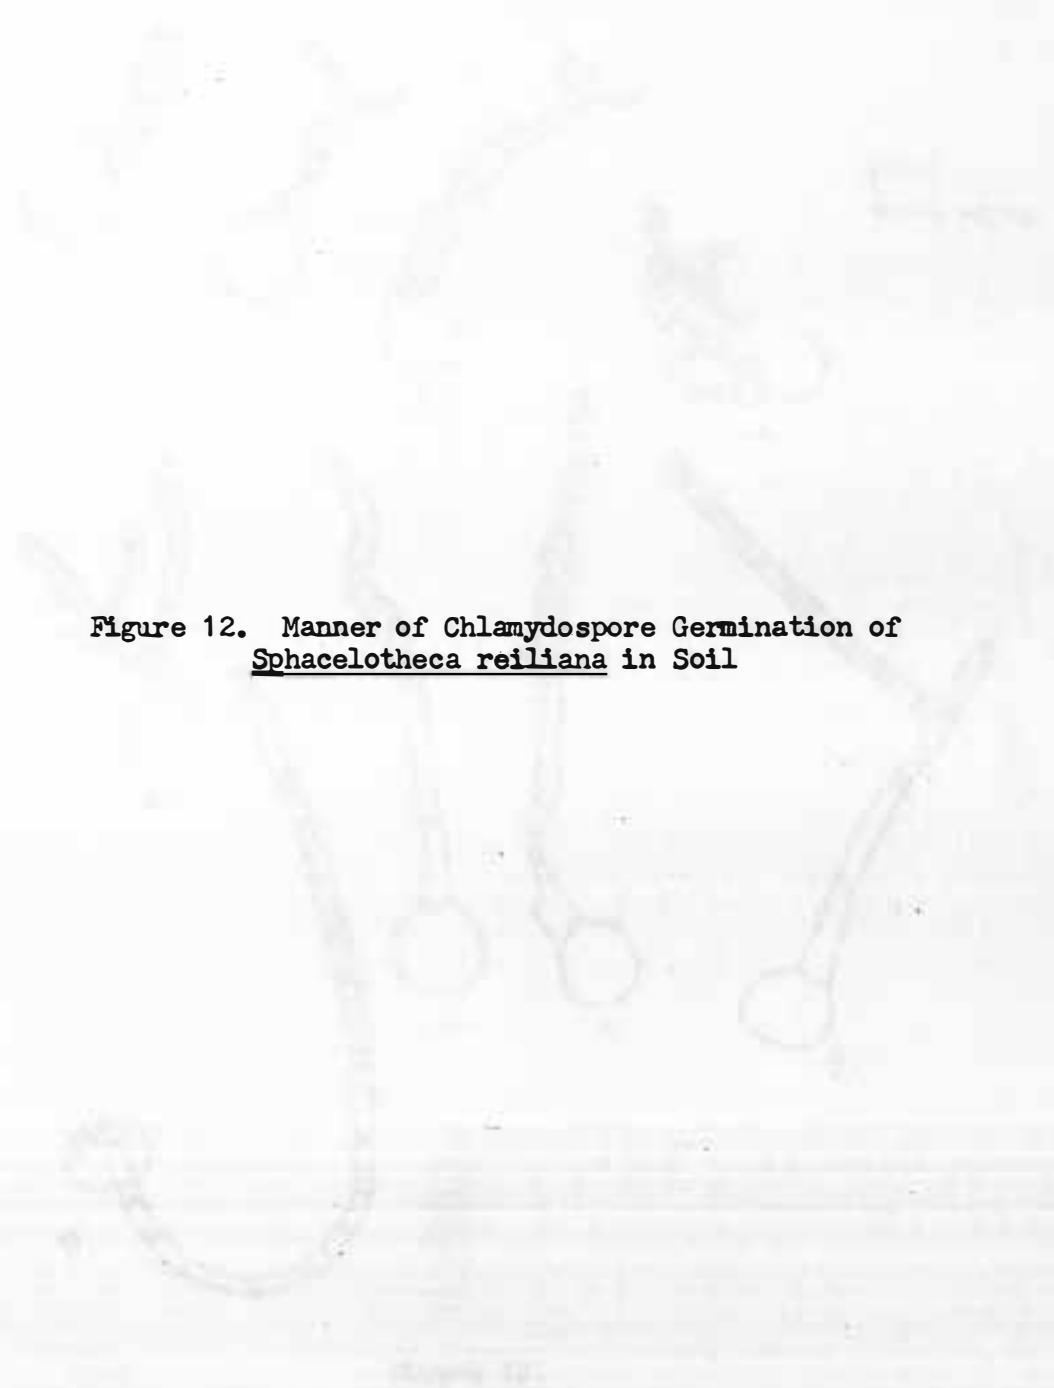 Figure 12. Manner of Chlamydospore Germination of
Sphacelotheca reiliana in Soil